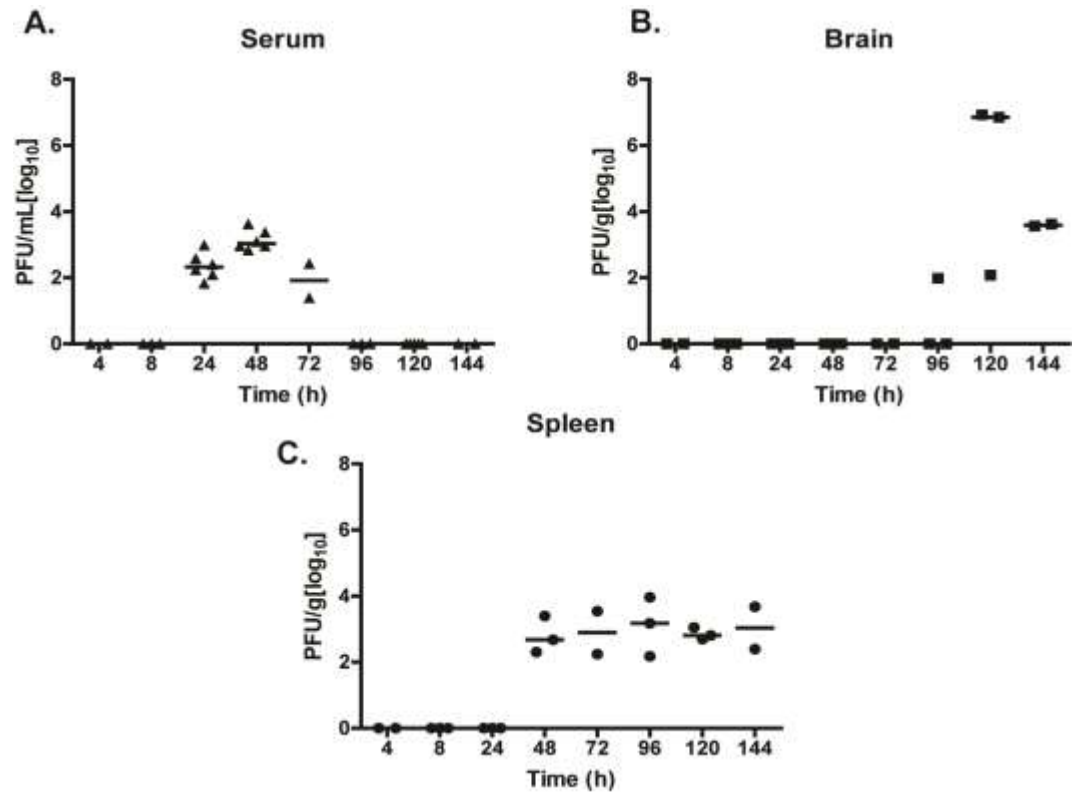 A.
Serum
PFU/mL[log10]
8
6
4
2
0
4 8 24 48 72 96 120 144
Time (h)
B.
Brain
PFU/g[log10]
8
6
4
2
0
4 8 24 48 72 96 120 144
Time (h)
C.
Spleen
PFU/g[log10]
8
6
4
2
0
4 8 24 48 72 96 120 144
Time (h)